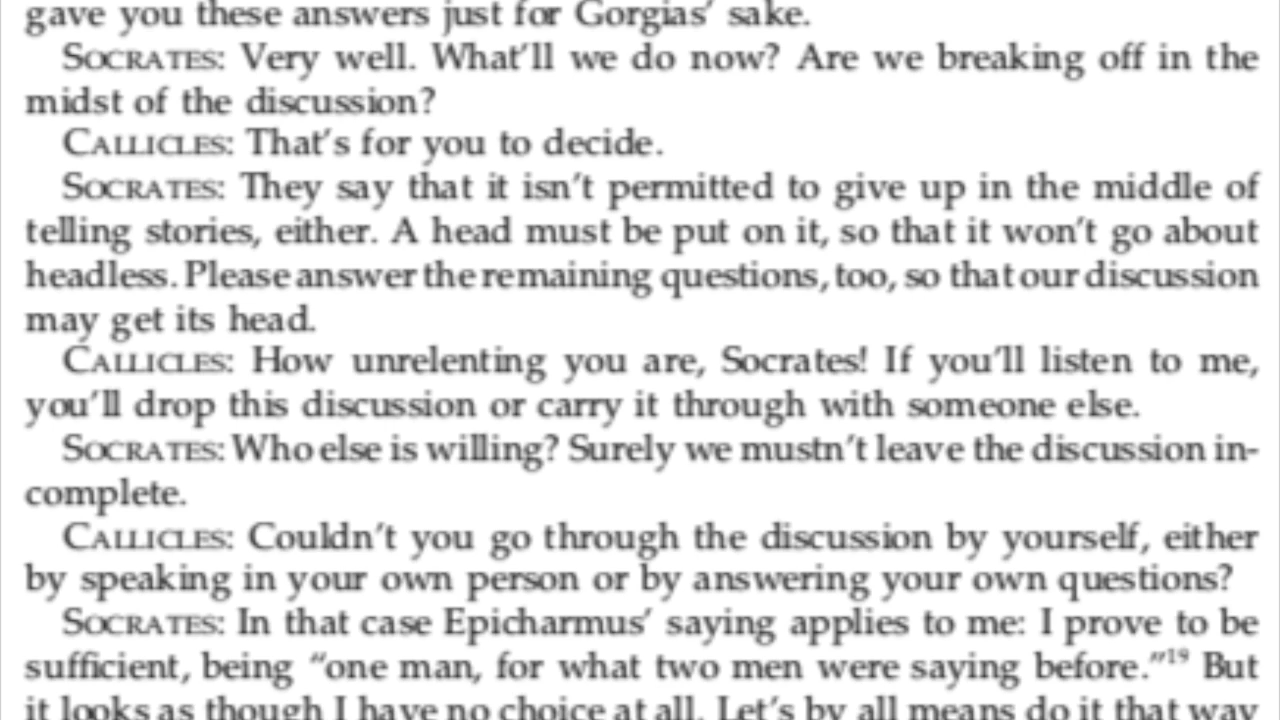 gave you these answers just for Gorgias' sake.
SOCRATES: Very well. What'll we do now? Are we breaking off in the
midst of the discussion?
CALLICLES: That's for you to decide.
SOCRATES: They say that it isn't permitted to give up in the middle of
telling stories, either. A head must be put on it, so that it won't go about
headless. Please answer the remaining questions, too, so that our discussion
may get its head.
CALLICLES: How unrelenting you are, Socrates! If you'll listen to me,
you'll drop this discussion or carry it through with someone else.
SOCRATES: Who else is willing? Surely we mustn't leave the discussion in-
complete.
CALLICLES: Couldn't you go through the discussion by yourself, either
by speaking in your own person or by answering your own questions?
SOCRATES: In that case Epicharmus' saying applies to me: I prove to be
sufficient, being “one man, for what two men were saying before.”¹⁹ But
it looks as though I have no choice at all. Let's by all means do it that way